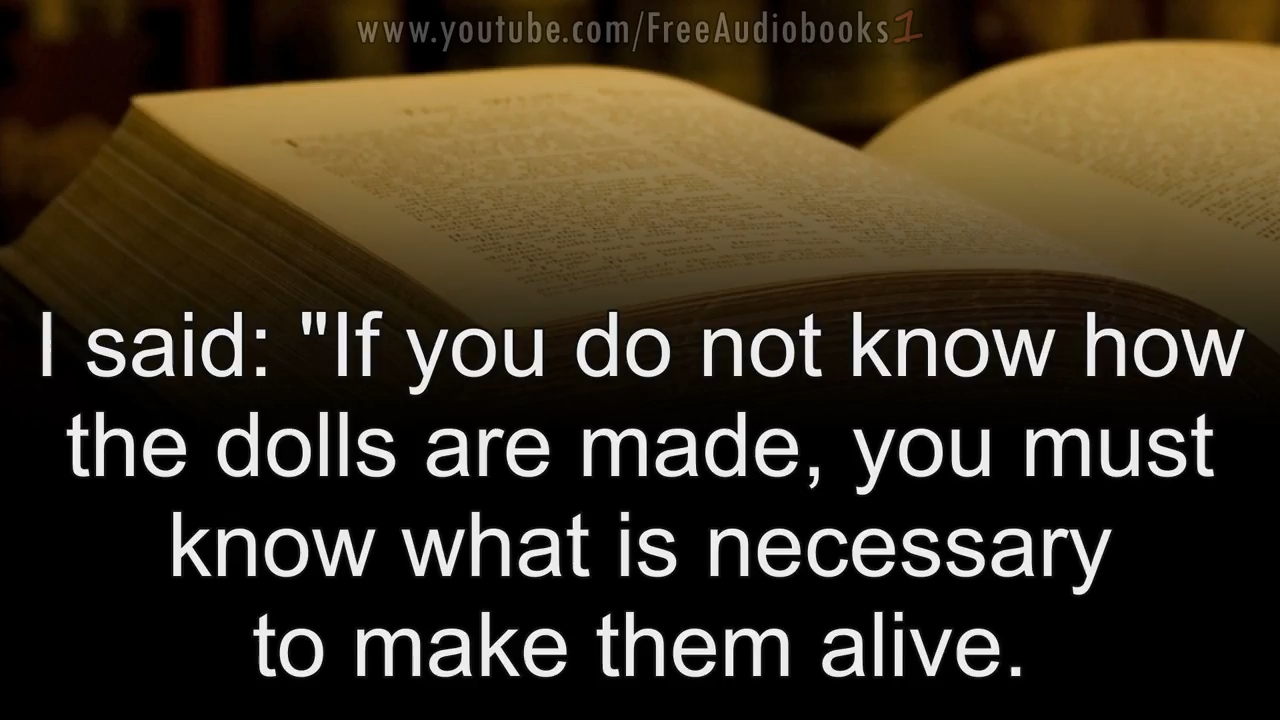 www.youtube.com/FreeAudiobooks1
I said: "If you do not know how
the dolls are made, you must
know what is necessary
to make them alive.